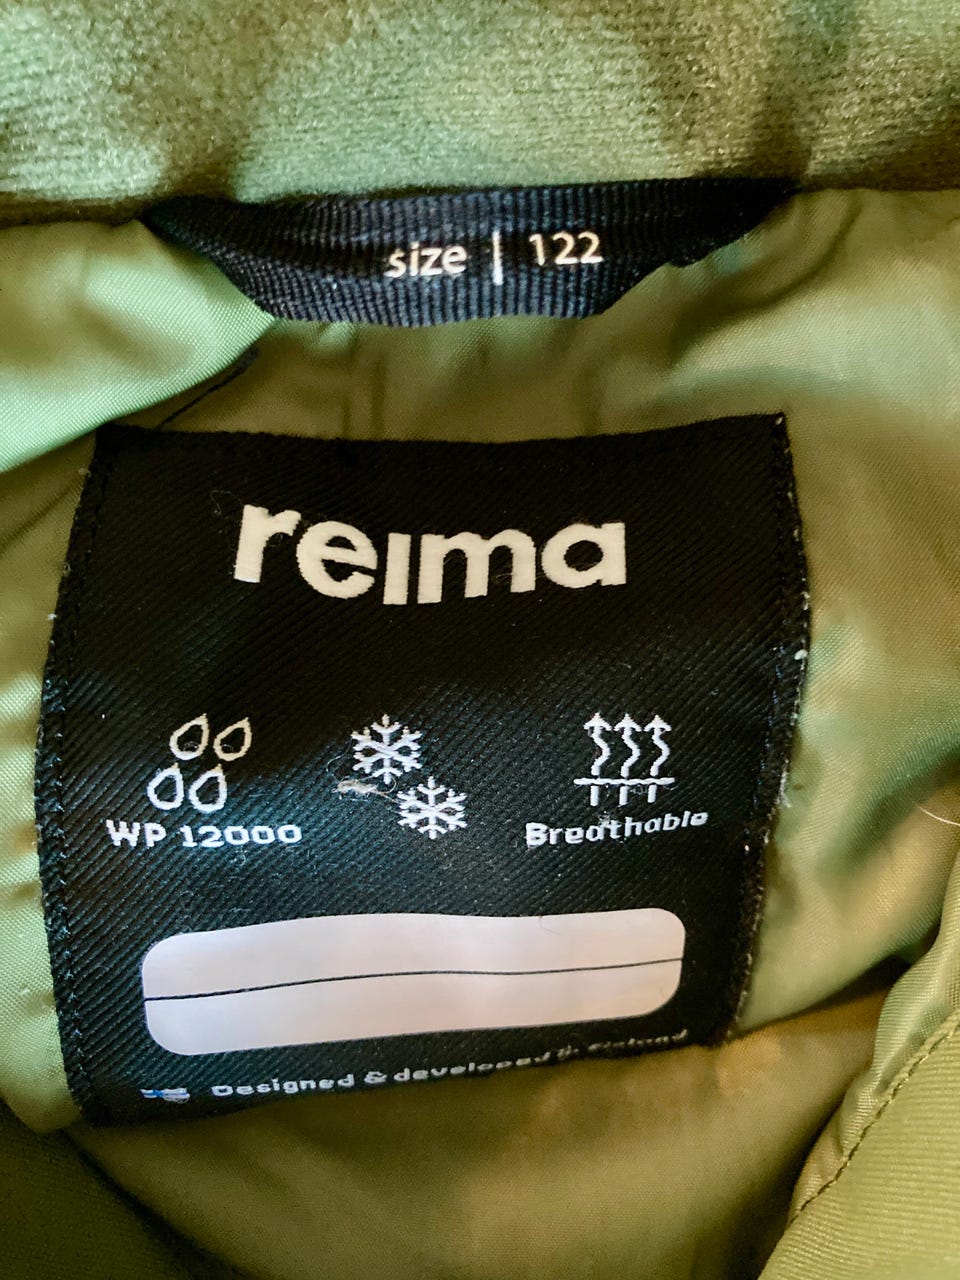 size | 122
reima
WP 12000
Breathable
Designed & developed in Finland